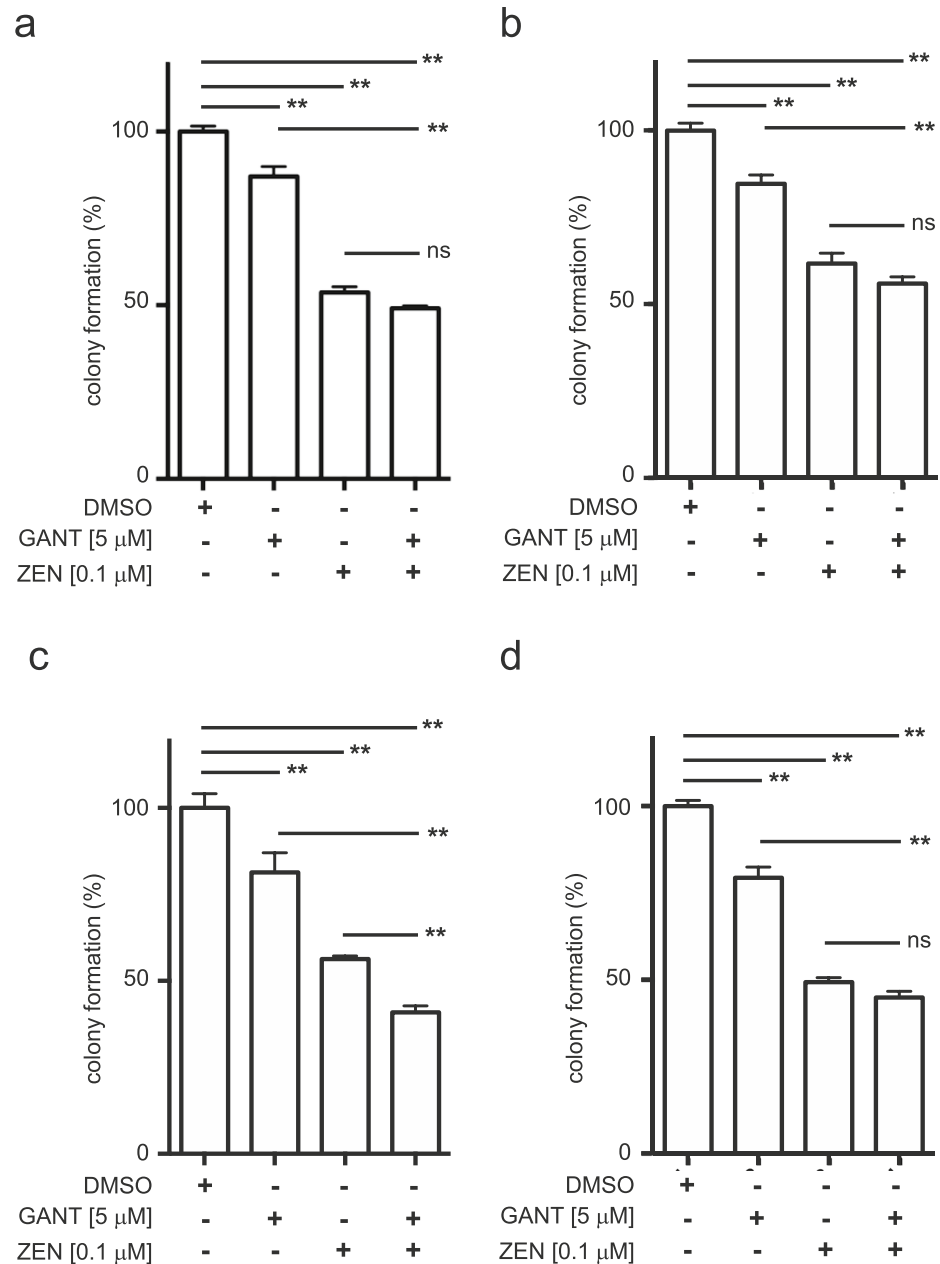 a
**
**
**
**
ns
100
50
0
colony formation (%)
DMSO + - - -
GANT [5 µM] - + - +
ZEN [0.1 µM] - - + +
b
**
**
**
**
ns
100
50
0
colony formation (%)
DMSO + - - -
GANT [5 µM] - + - +
ZEN [0.1 µM] - - + +
c
**
**
**
**
**
100
50
0
colony formation (%)
DMSO + - - -
GANT [5 µM] - + - +
ZEN [0.1 µM] - - + +
d
**
**
**
**
ns
100
50
0
colony formation (%)
DMSO + - - -
GANT [5 µM] - + - +
ZEN [0.1 µM] - - + +